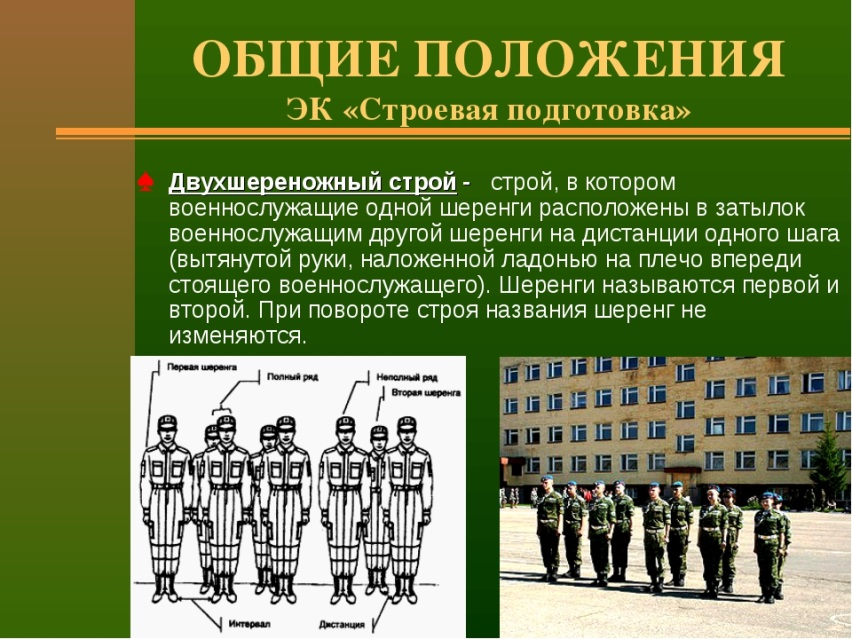 ОБЩИЕ ПОЛОЖЕНИЯ
ЭК «Строевая подготовка»
Двухшереножный строй - строй, в котором
военнослужащие одной шеренги расположены в затылок
военнослужащим другой шеренги на дистанции одного шага
(вытянутой руки, наложенной ладонью на плечо впереди
стоящего военнослужащего). Шеренги называются первой и
второй. При повороте строя названия шеренг не
изменяются.
Первая шеренга
Полный ряд
Неполный ряд
Вторая шеренга
Интервал
Дистанция